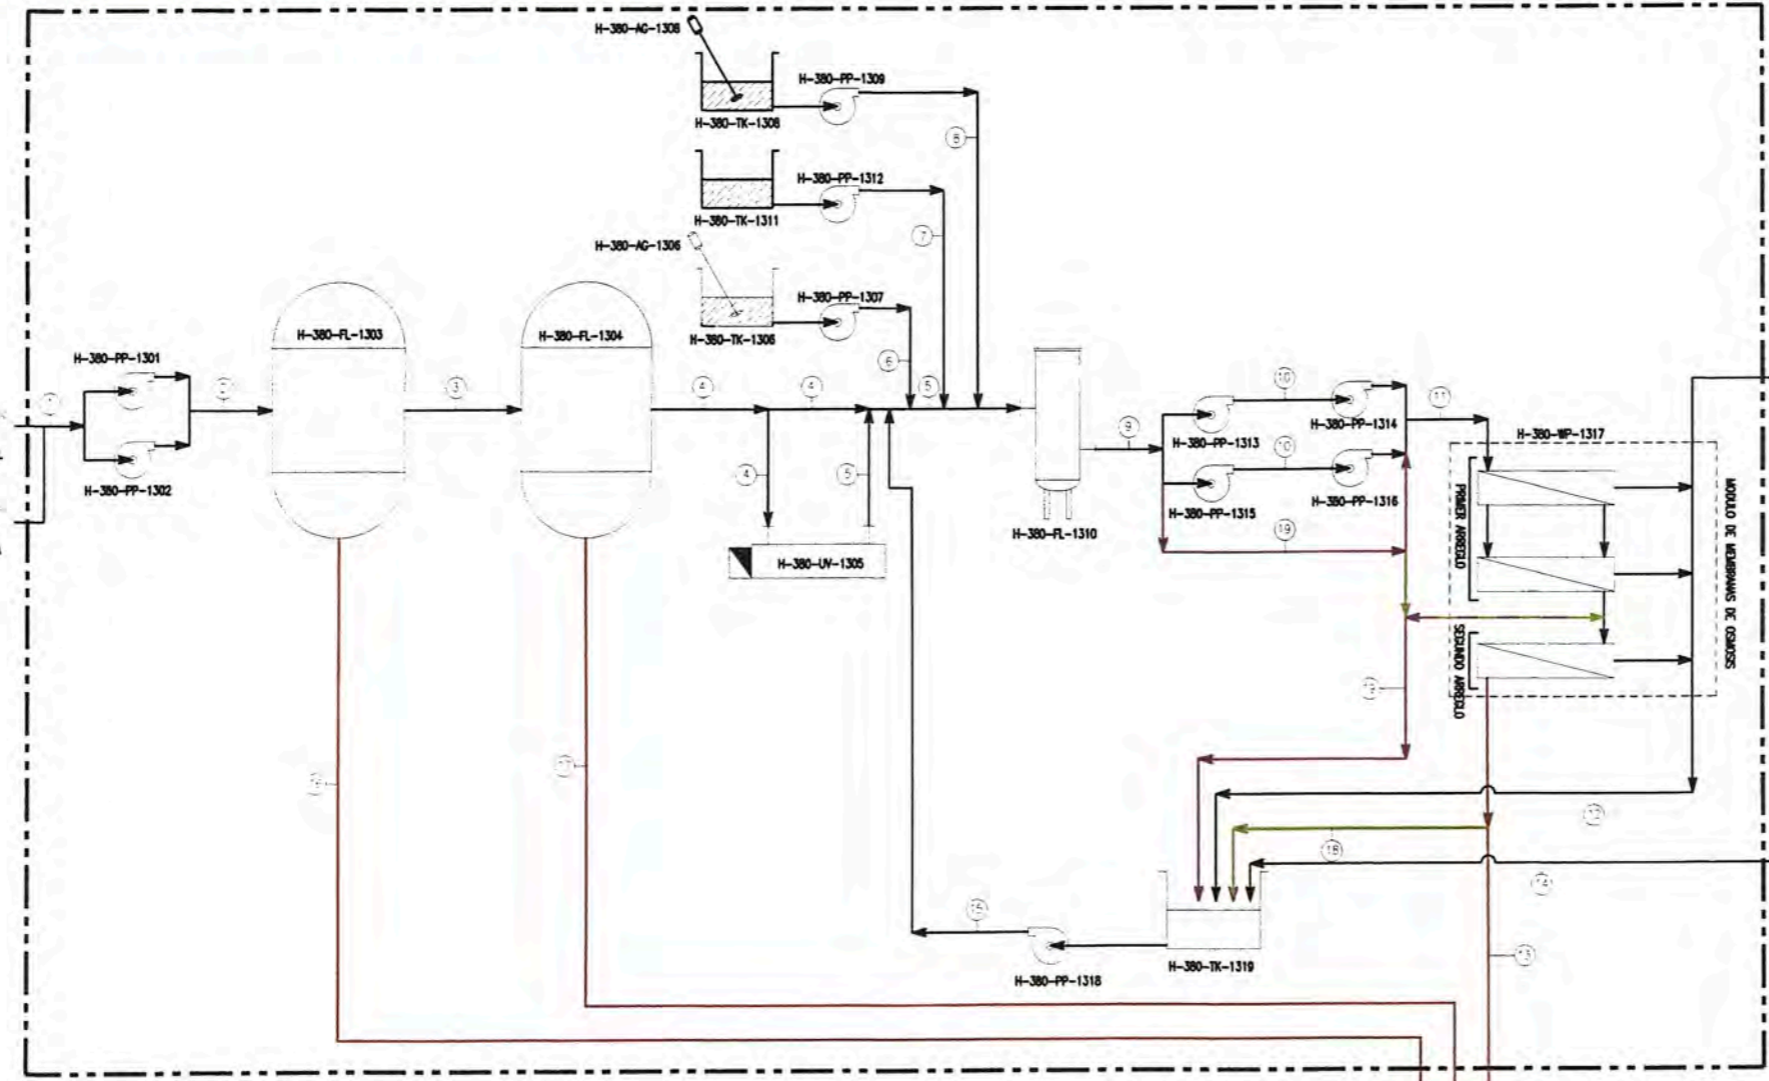 H-380-AG-1308
H-380-PP-1309
H-380-TK-1308
8
H-380-PP-1312
H-380-TK-1311
7
H-380-AG-1306
H-380-PP-1307
H-380-TK-1306
6
H-380-FL-1303
H-380-FL-1304
H-380-PP-1301
1
2
3
4
4
5
H-380-PP-1302
10
11
H-380-PP-1314
9
H-380-PP-1313
H-380-WP-1317
10
4
5
H-380-PP-1315
H-380-PP-1316
H-380-FL-1310
19
H-380-UV-1305
PRIMER ARREGLO
MODULO DE MEMBRANAS DE OSMOSIS
SEGUNDO ARREGLO
19
12
18
14
15
H-380-TK-1319
13
H-380-PP-1318